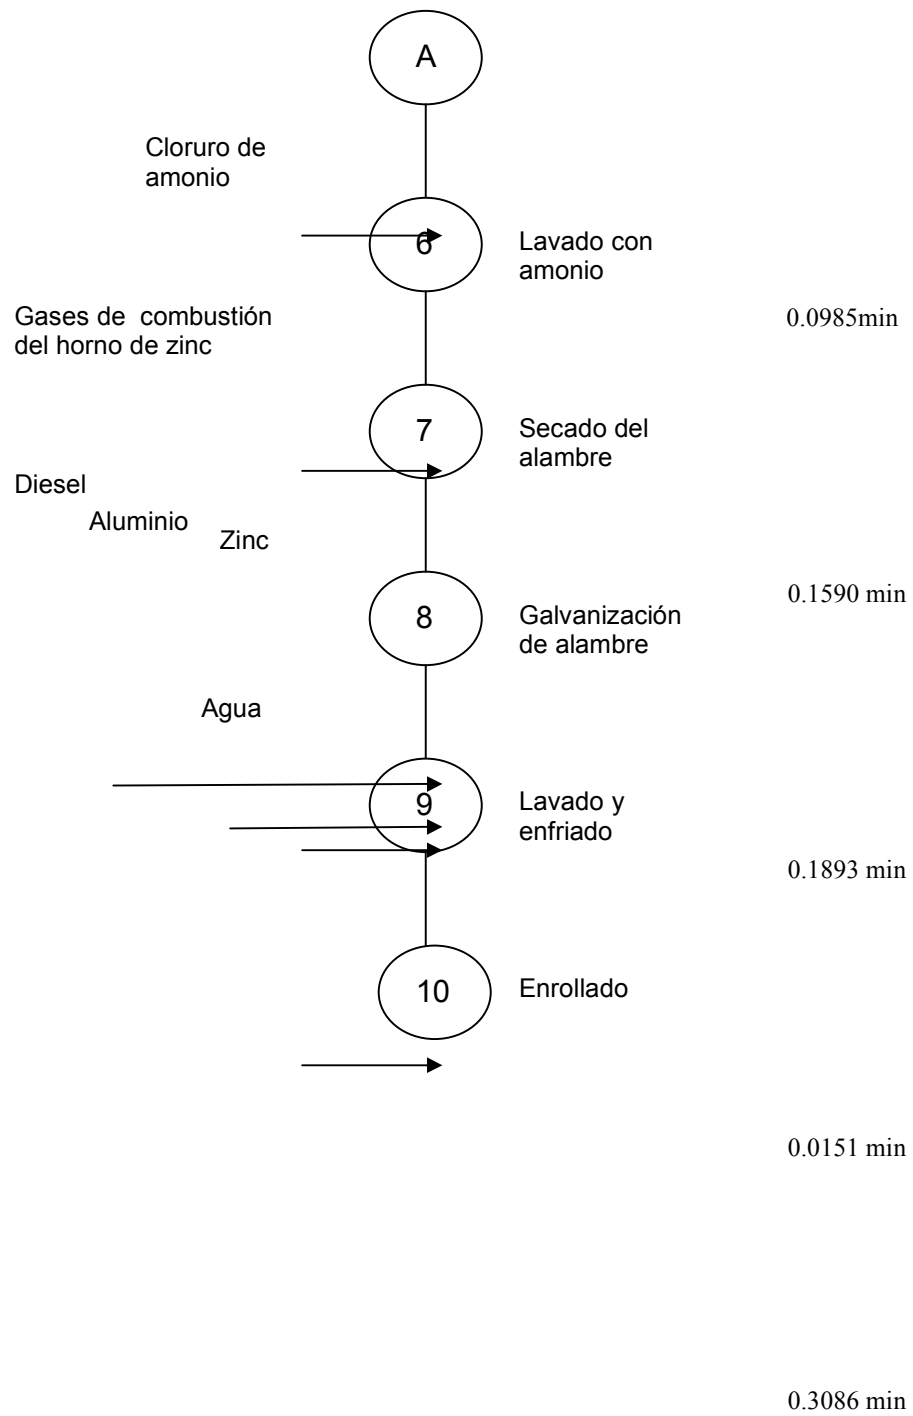 A
Cloruro de
amonio
6
Lavado con
amonio
Gases de combustión
del horno de zinc
0.0985min
7
Secado del
alambre
Diesel
Aluminio
Zinc
0.1590 min
8
Galvanización
de alambre
Agua
9
Lavado y
enfriado
0.1893 min
10
Enrollado
0.0151 min
0.3086 min